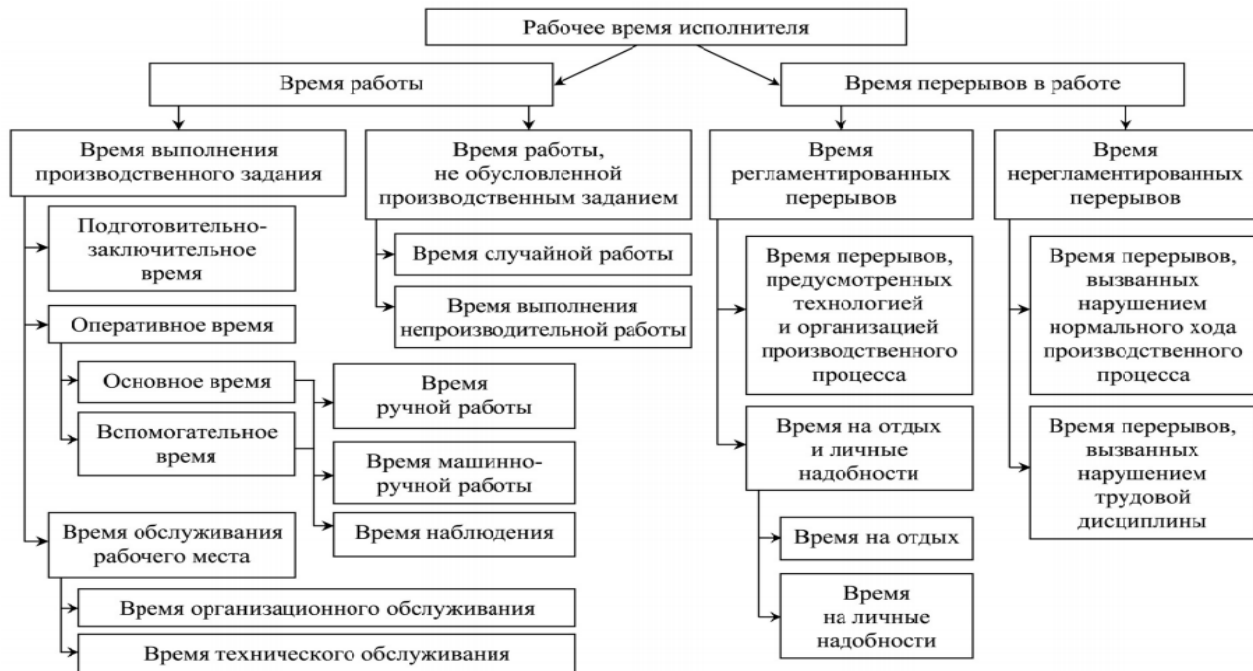 Рабочее время исполнителя
Время работы
Время перерывов в работе
Время выполнения
производственного задания
Время работы,
не обусловленной
производственным заданием
Время
регламентированных
перерывов
Время
нерегламентированных
перерывов
Подготовительно-
заключительное
время
Оперативное время
Основное время
Вспомогательное
время
Время
ручной работы
Время машинно-
ручной работы
Время наблюдения
Время обслуживания
рабочего места
Время организационного обслуживания
Время технического обслуживания
Время случайной работы
Время выполнения
непроизводительной работы
Время перерывов,
предусмотренных
технологией
и организацией
производственного
процесса
Время на отдых
и личные
надобности
Время на отдых
Время
на личные
надобности
Время перерывов,
вызванных
нарушением
нормального хода
производственного
процесса
Время перерывов,
вызванных
нарушением
трудовой
дисциплины